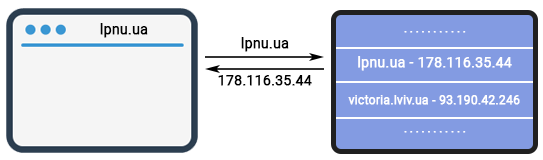 lpnu.ua
lpnu.ua
178.116.35.44
...........
lpnu.ua - 178.116.35.44
victoria.lviv.ua - 93.190.42.246
...........